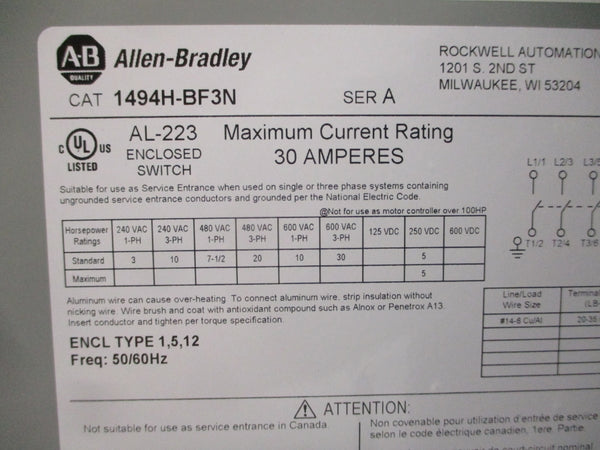 A-B QUALITY Allen-Bradley
ROCKWELL AUTOMATION
1201 S. 2ND ST
MILWAUKEE, WI 53204
CAT 1494H-BF3N SER A
C UL US LISTED
AL-223
ENCLOSED
SWITCH
Maximum Current Rating
30 AMPERES
Suitable for use as Service Entrance when used on single or three phase systems containing
ungrounded service entrance conductors and grounded per the National Electric Code.
@Not for use as motor controller over 100HP
L1/1 L2/3 L3/5
T1/2 T2/4 T3/6
Horsepower Ratings 240 VAC 1-PH 240 VAC 3-PH 480 VAC 1-PH 480 VAC 3-PH 600 VAC 1-PH 600 VAC 3-PH 125 VDC 250 VDC 600 VDC
Standard 3 10 7-1/2 20 10 30 5
Maximum 5
Aluminum wire can cause over-heating. To connect aluminum wire, strip insulation without
nicking wire. Wire brush and coat with antioxidant compound such as Alnox or Penetrox A13.
Insert conductor and tighten per torque specification.
Line/Load Wire Size Terminal (LB-
#14-6 Cu/Al 20-35
ENCL TYPE 1,5,12
Freq: 50/60Hz
ATTENTION:
Not suitable for use as service entrance in Canada.
Non covenable pour utilization d'entrée de service
selon le code électrique canadien, 1ere. Partie.